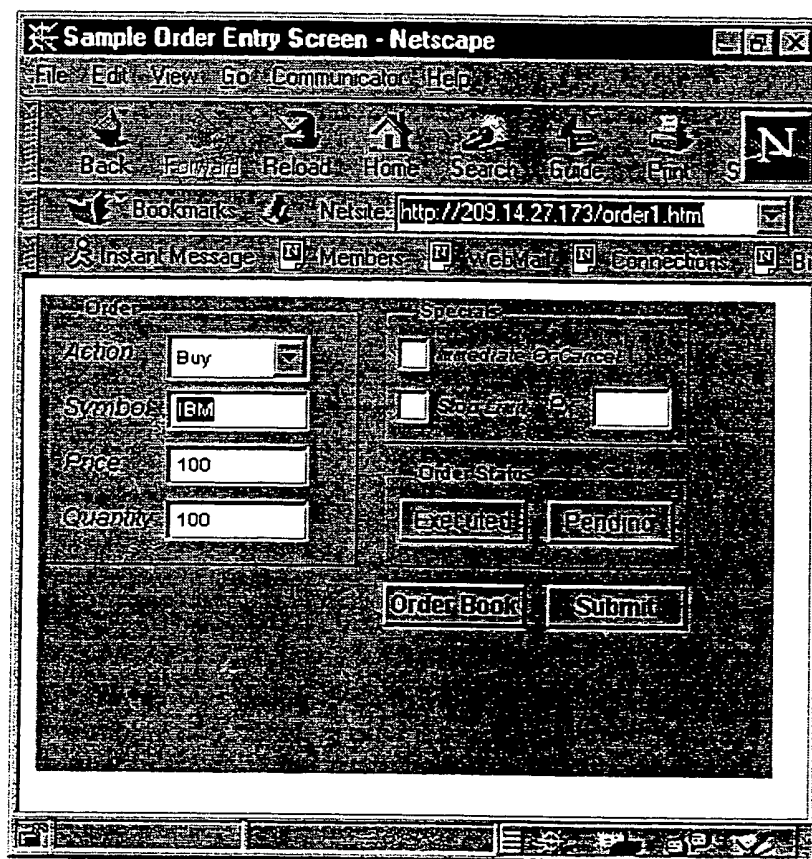 Sample Order Entry Screen - Netscape
File Edit View Go Communicator Help
Back Forward Reload Home Search Guide Print S N
Bookmarks Netsite: http://209.14.27.173/order1.htm
Instant Message Members WebMail Connections Bi
Order
Action Buy
Symbol IBM
Price 100
Quantity 100
Specials
Immediate Or Cancel
Order Status
Executed Pending
Order Book Submit